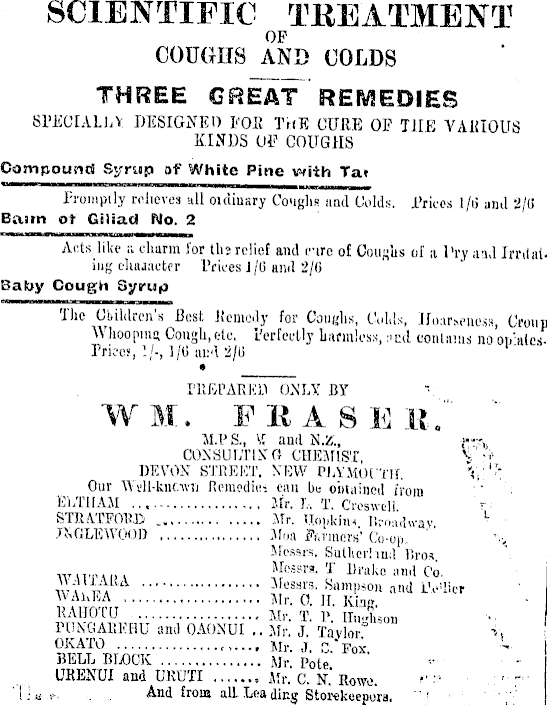 SCIENTIFIC TREATMENT
OF
COUGHS AND COLDS
THREE GREAT REMEDIES
SPECIALLY DESIGNED FOR THE CURE OF THE VARIOUS
KINDS OF COUGHS
Compound Syrup of White Pine with Tar
Promptly relieves all ordinary Coughs and Colds. Prices 1/6 and 2/6
Balm of Giliad No. 2
Acts like a charm for the relief and cure of Coughs of a Dry and Irritat-
ing character Prices 1/6 and 2/6
Baby Cough Syrup
The Children's Best Remedy for Coughs, Colds, Hoarseness, Croup
Whooping Cough, etc. Perfectly harmless, and contains no opiates.
Prices, 1/-, 1/6 and 2/6
PREPARED ONLY BY
WM. FRASER.
M.P S., and N.Z.,
CONSULTING CHEMIST,
DEVON STREET, NEW PLYMOUTH.
Our Well-known Remedies can be obtained from
ELTHAM ................. Mr. L. T. Creswell.
STRATFORD ............... Mr. Hopkins, Broadway.
INGLEWOOD ............... Moa Farmers' Co-op.
Messrs. Sutherland Bros.
Messrs. T Drake and Co.
WAITARA ................. Messrs. Sampson and
WAREA ................... Mr. O. H. King.
RAHOTU .................. Mr. T. P. Hughson
PUNGAREHU and OAONUI .. Mr. J. Taylor.
OKATO ................... Mr. J. C. Fox.
BELL BLOCK .............. Mr. Pote.
URENUI and URUTI ....... Mr. C. N. Rowe.
And from all Leading Storekeepers.